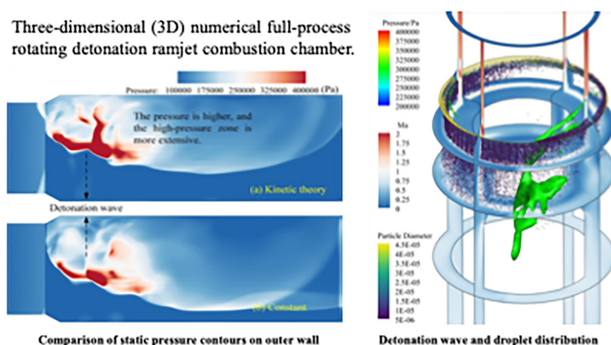 Three-dimensional (3D) numerical full-process
rotating detonation ramjet combustion chamber.
Pressure: 100000 175000 250000 325000 400000 (Pa)
The pressure is higher, and
the high-pressure zone is
more extensive.
(a) Kinetic theory
Detonation wave
(b) Constant
Comparison of static pressure contours on outer wall
Pressure/Pa
400000
375000
350000
325000
300000
275000
250000
225000
200000
Ma
2
1.75
1.5
1.25
1
0.75
0.5
0.25
0
Particle Diameter
4.5E-05
4E-05
3.5E-05
3E-05
2.5E-05
2E-05
1.5E-05
1E-05
5E-06
Detonation wave and droplet distribution